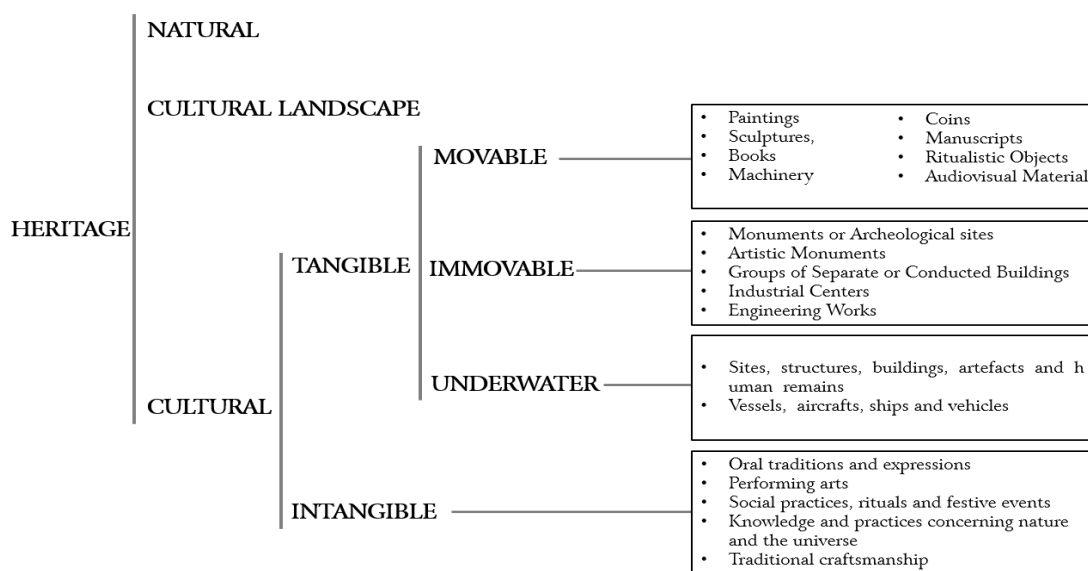 NATURAL
CULTURAL LANDSCAPE
HERITAGE
CULTURAL
TANGIBLE
INTANGIBLE
MOVABLE
IMMOVABLE
UNDERWATER
• Paintings
• Sculptures,
• Books
• Machinery
• Coins
• Manuscripts
• Ritualistic Objects
• Audiovisual Material
• Monuments or Archeological sites
• Artistic Monuments
• Groups of Separate or Conducted Buildings
• Industrial Centers
• Engineering Works
• Sites, structures, buildings, artefacts and h
uman remains
• Vessels, aircrafts, ships and vehicles
• Oral traditions and expressions
• Performing arts
• Social practices, rituals and festive events
• Knowledge and practices concerning nature
and the universe
• Traditional craftsmanship